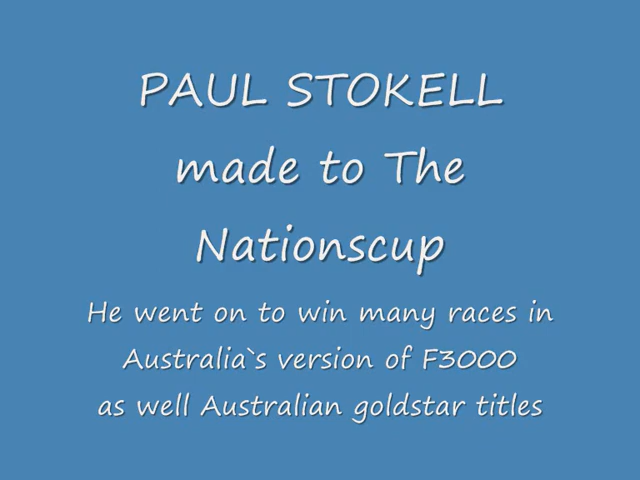 PAUL STOKELL
made to The
Nationscup
He went on to win many races in
Australia`s version of F3000
as well Australian goldstar titles